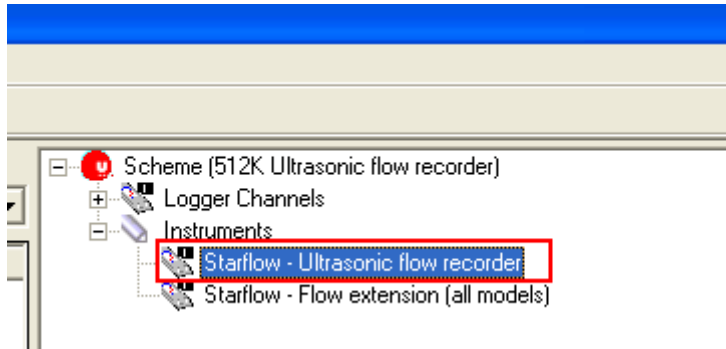 Scheme (512K Ultrasonic flow recorder)
Logger Channels
Instruments
Starflow - Ultrasonic flow recorder
Starflow - Flow extension (all models)